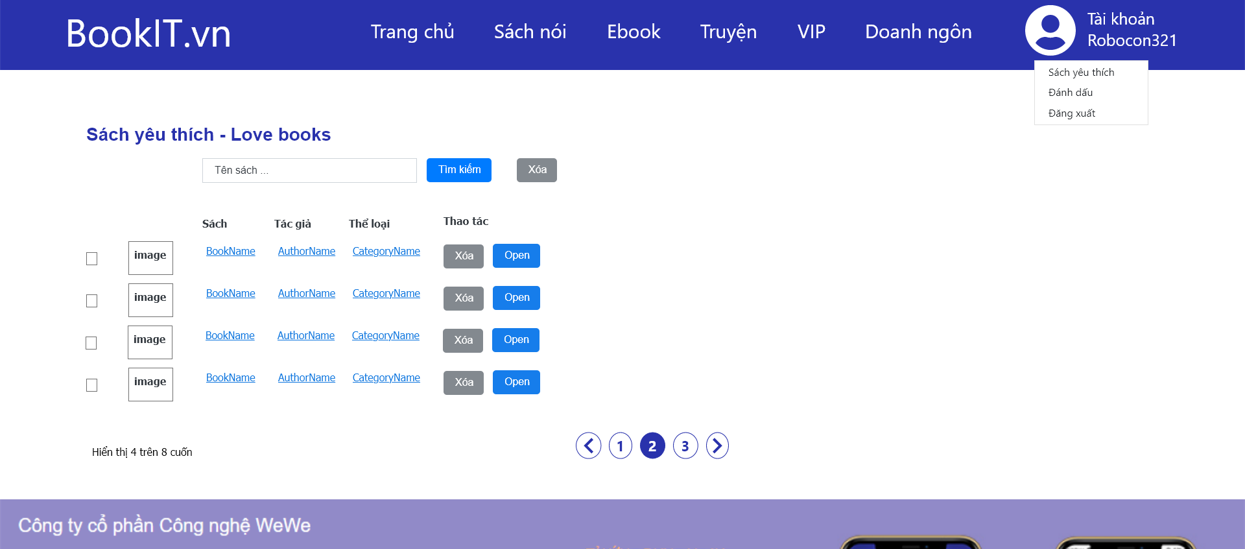 BookIT.vn
Trang chủ Sách nói Ebook Truyện VIP Doanh ngôn
Tài khoản
Robocon321
Sách yêu thích
Đánh dấu
Đăng xuất
Sách yêu thích - Love books
Tên sách ... Tìm kiếm Xóa
Sách Tác giả Thể loại Thao tác
image BookName AuthorName CategoryName Xóa Open
image BookName AuthorName CategoryName Xóa Open
image BookName AuthorName CategoryName Xóa Open
image BookName AuthorName CategoryName Xóa Open
Hiển thị 4 trên 8 cuốn
1 2 3
Công ty cổ phần Công nghệ WeWe